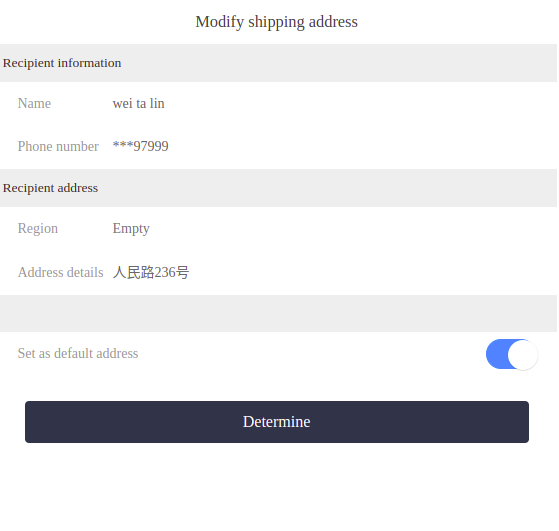 Modify shipping address
Recipient information
Name wei ta lin
Phone number ***97999
Recipient address
Region Empty
Address details 人民路236号
Set as default address
Determine